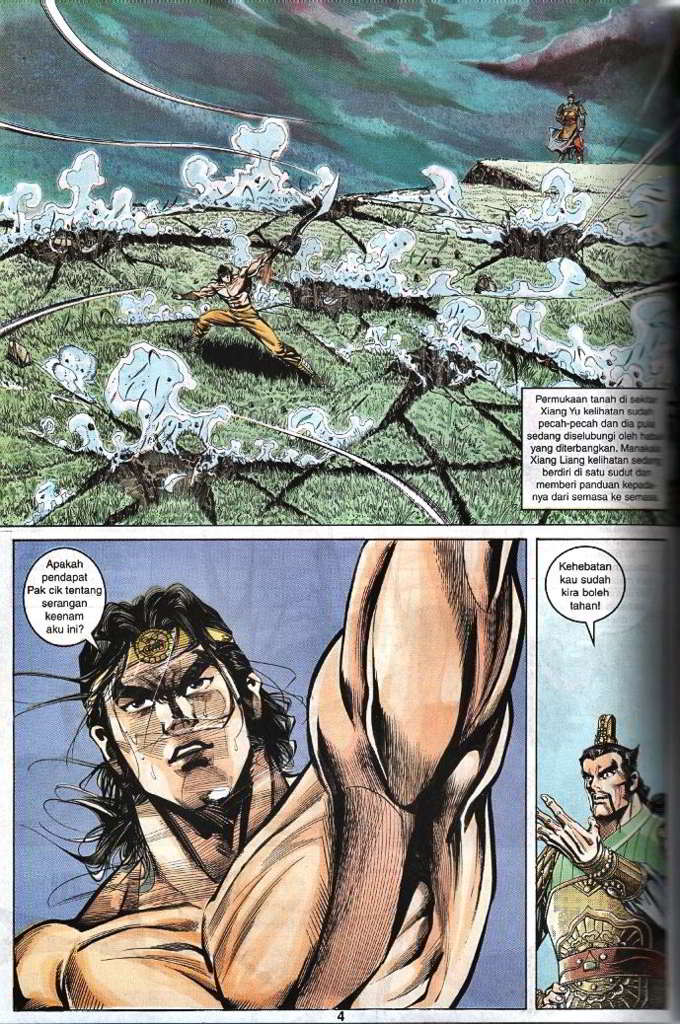 Permukaan tanah di sekitar
Xiang Yu kelihatan sudah
pecah-pecah dan dia pula
sedang diselubungi oleh
yang diterbangkan. Manakala
Xiang Liang kelihatan sedang
berdiri di satu sudut dan
memberi panduan kepada-
nya dari semasa ke semasa.
Apakah
pendapat
Pak cik tentang
serangan
keenam
aku ini?
Kehebatan
kau sudah
kira boleh
tahan!
4